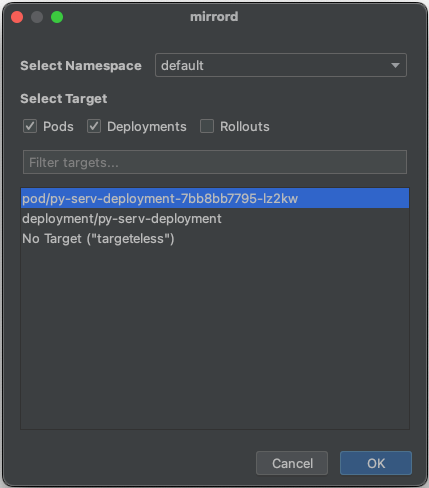 mirrord
Select Namespace default
Select Target
Pods Deployments Rollouts
Filter targets...
pod/py-serv-deployment-7bb8bb7795-lz2kw
deployment/py-serv-deployment
No Target ("targeteless")
Cancel OK